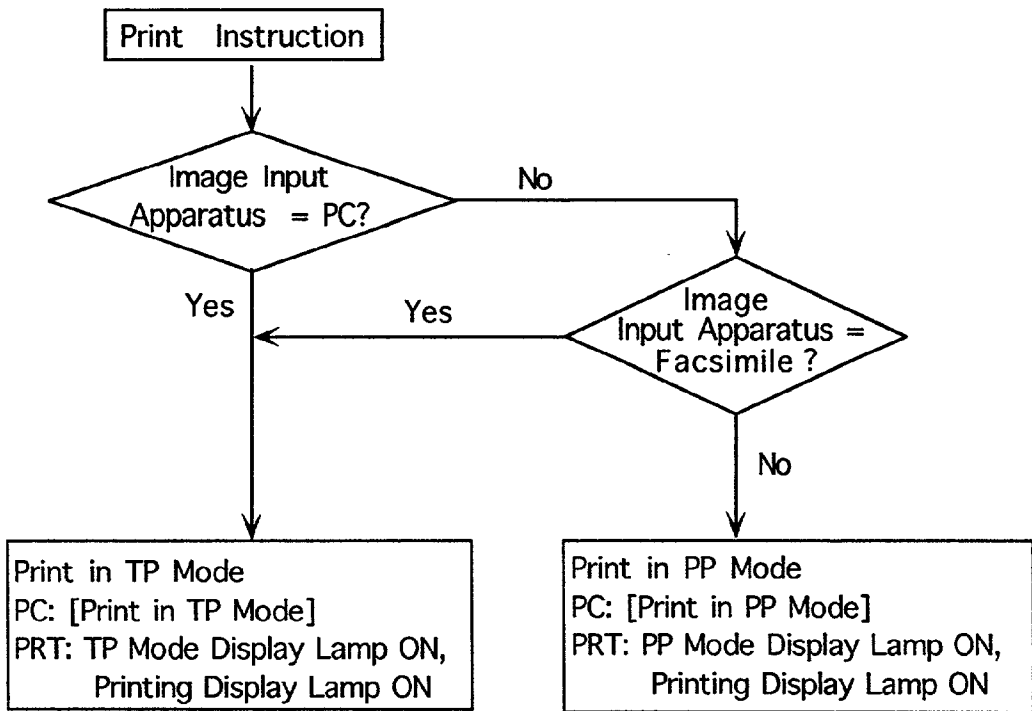 Print Instruction
Image Input
Apparatus = PC?
No
Yes
Yes
Image
Input Apparatus =
Facsimile ?
No
Print in TP Mode
PC: [Print in TP Mode]
PRT: TP Mode Display Lamp ON,
Printing Display Lamp ON
Print in PP Mode
PC: [Print in PP Mode]
PRT: PP Mode Display Lamp ON,
Printing Display Lamp ON